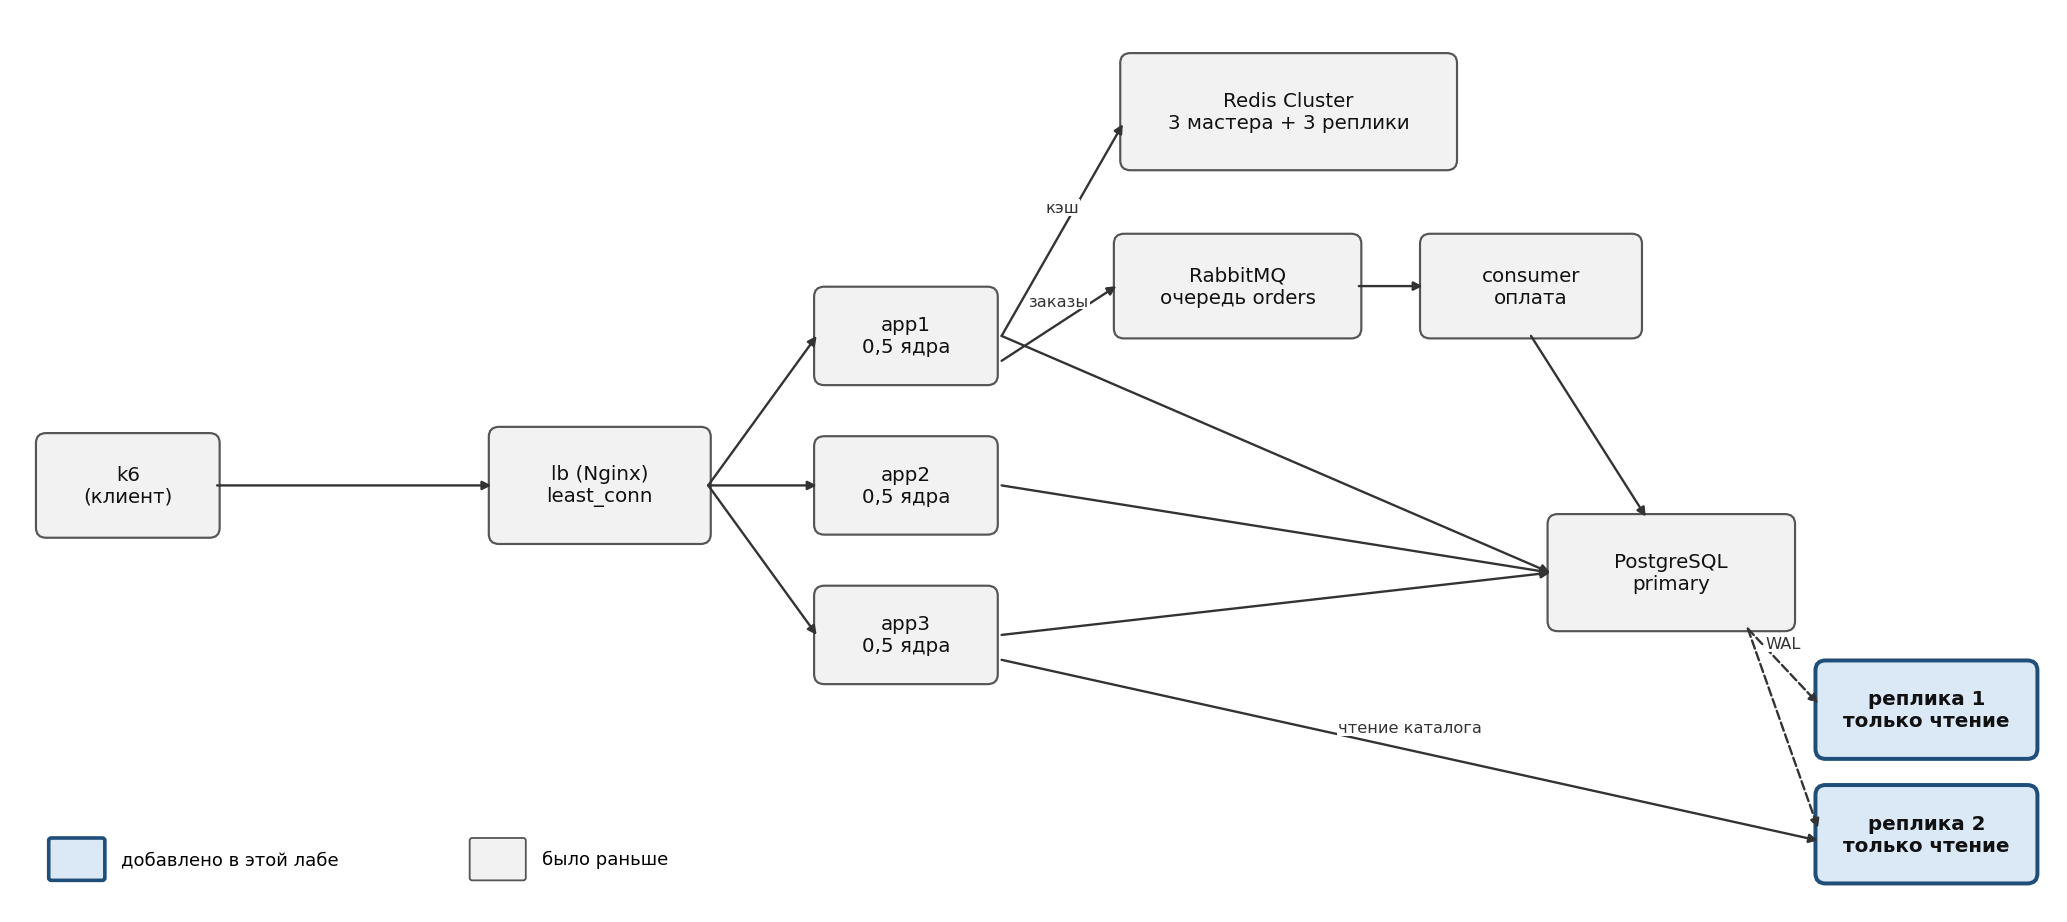 Redis Cluster
3 мастера + 3 реплики
кэш
RabbitMQ
очередь orders
consumer
оплата
заказы
app1
0,5 ядра
k6
(клиент)
lb (Nginx)
least_conn
app2
0,5 ядра
PostgreSQL
primary
app3
0,5 ядра
WAL
реплика 1
только чтение
чтение каталога
реплика 2
только чтение
добавлено в этой лабе
было раньше